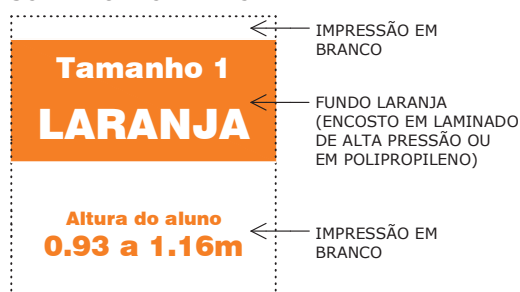 IMPRESSÃO EM
BRANCO
Tamanho 1
LARANJA
FUNDO LARANJA
(ENCOSTO EM LAMINADO
DE ALTA PRESSÃO OU
EM POLIPROPILENO)
Altura do aluno
0.93 a 1.16m
IMPRESSÃO EM
BRANCO